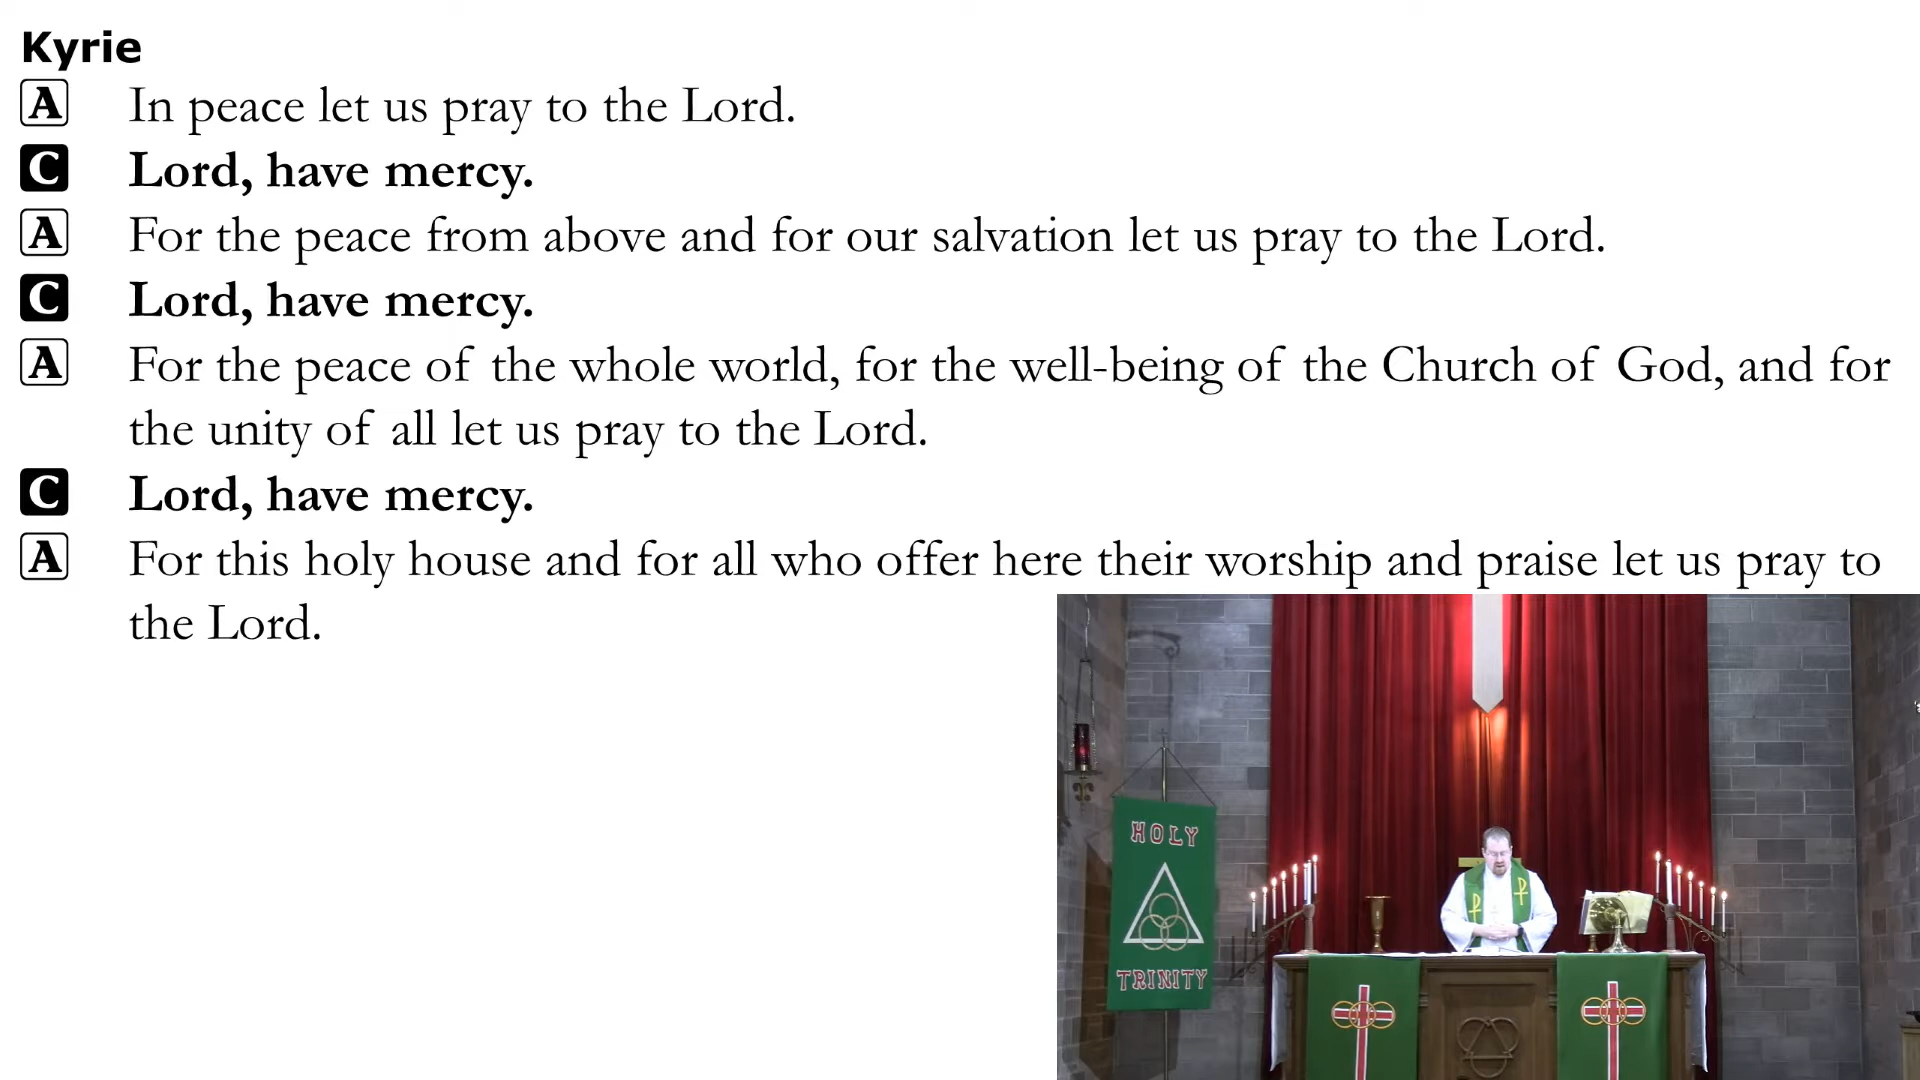 Kyrie
A In peace let us pray to the Lord.
C Lord, have mercy.
A For the peace from above and for our salvation let us pray to the Lord.
C Lord, have mercy.
A For the peace of the whole world, for the well-being of the Church of God, and for
the unity of all let us pray to the Lord.
C Lord, have mercy.
A For this holy house and for all who offer here their worship and praise let us pray to
the Lord.
HOLY
TRINITY